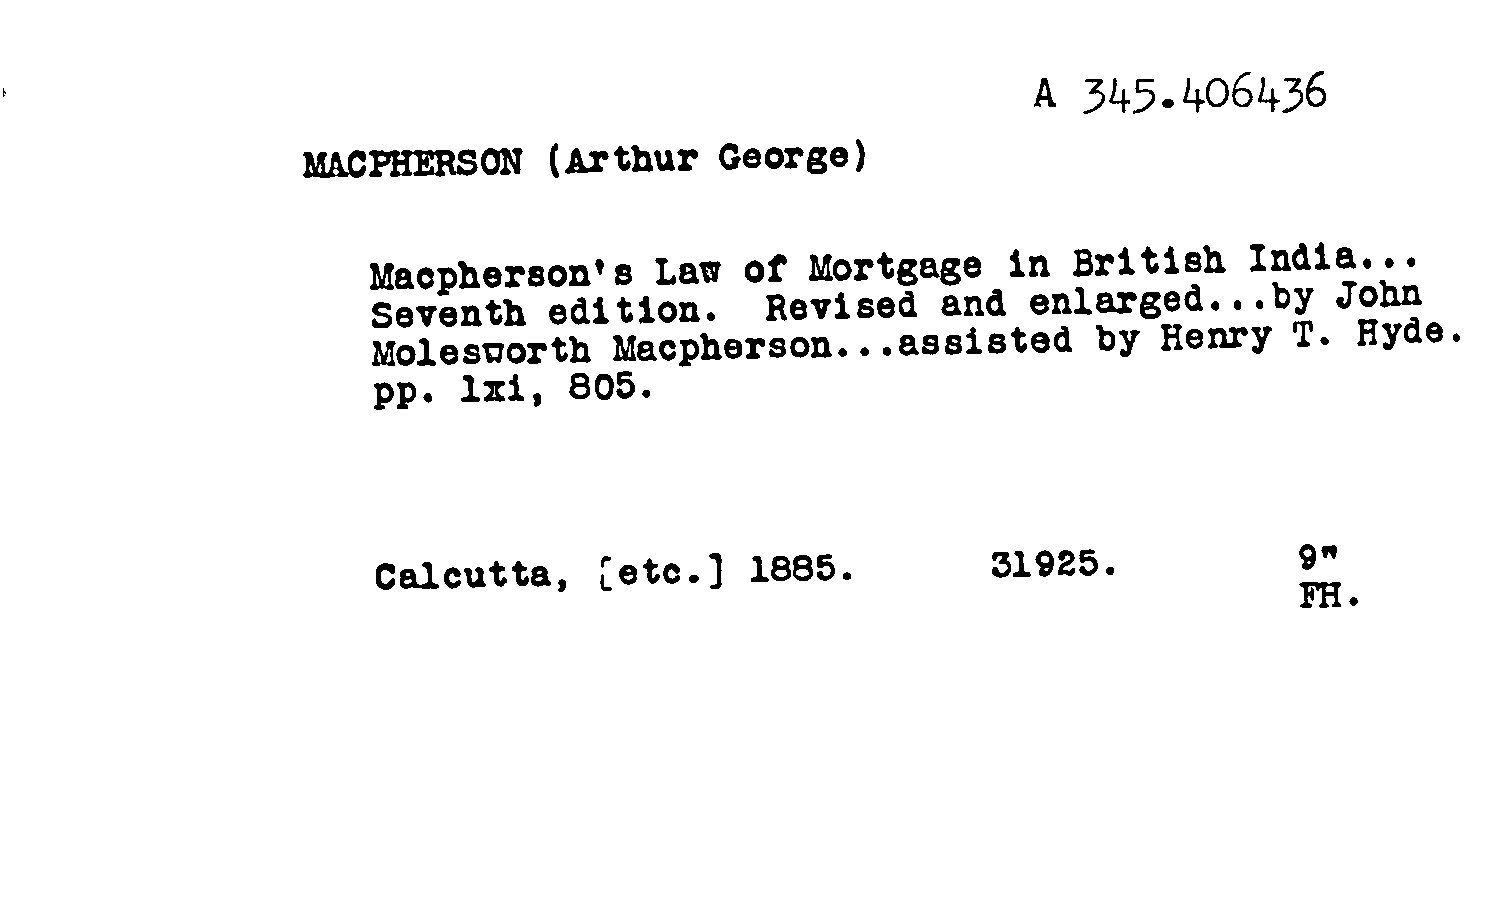 A 345.406436
MACPHERSON (Arthur George)
Macpherson's Law of Mortgage in British India...
Seventh edition. Revised and enlarged...by John
Molesworth Macpherson...assisted by Henry T. Hyde.
pp. lxi, 805.
Calcutta, [etc.] 1885. 31925. 9"
FH.